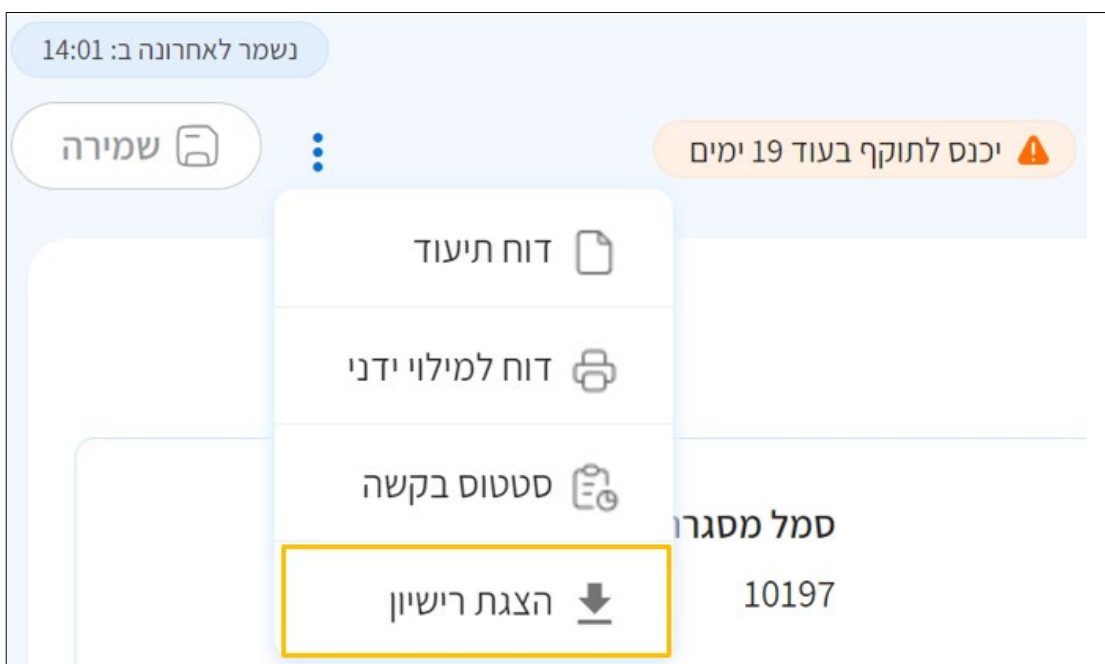 נשמר לאחרונה ב: 14:01
יכנס לתוקף בעוד 19 ימים
שמירה
דוח תיעוד
דוח למילוי ידני
סטטוס בקשה
הצגת רישיון
סמל מסגר
10197